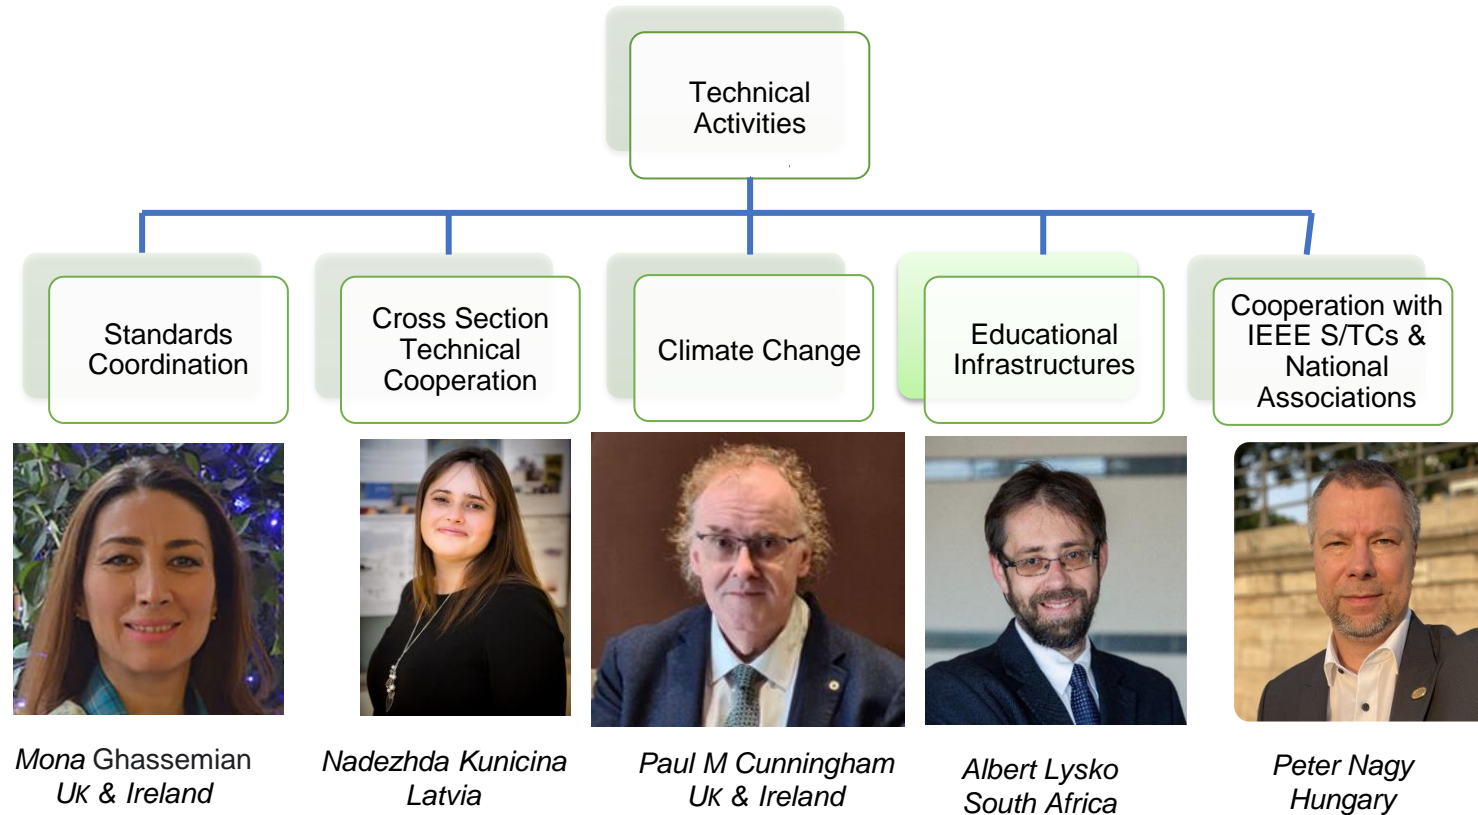 Technical
Activities
Standards
Coordination
Cross Section
Technical
Cooperation
Climate Change
Educational
Infrastructures
Cooperation with
IEEE S/TCs &
National
Associations
Mona Ghassemian
UK & Ireland
Nadezhda Kunicina
Latvia
Paul M Cunningham
UK & Ireland
Albert Lysko
South Africa
Peter Nagy
Hungary